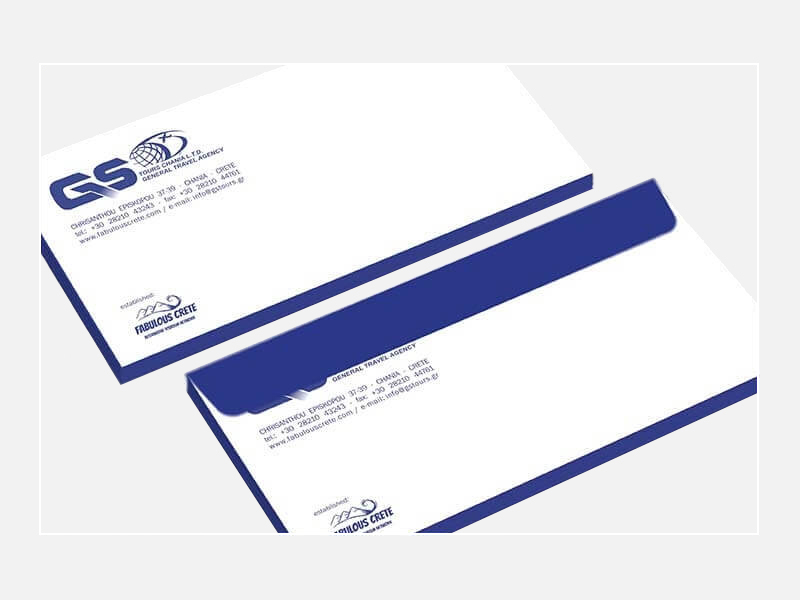 GS
TOURS CHANIA L.T.D.
GENERAL TRAVEL AGENCY
CHRISANTHOU EPISKOPOU 37-39 - CHANIA - CRETE
tel.: +30 28210 43243 - fax: +30 28210 44761
www.fabulouscrete.com / e-mail: info@gstours.gr
established:
FABULOUS CRETE
GENERAL TRAVEL AGENCY
CHRISANTHOU EPISKOPOU 37-39 - CHANIA - CRETE
tel.: +30 28210 43243 - fax: +30 28210 44761
www.fabulouscrete.com / e-mail: info@gstours.gr
established:
FABULOUS CRETE